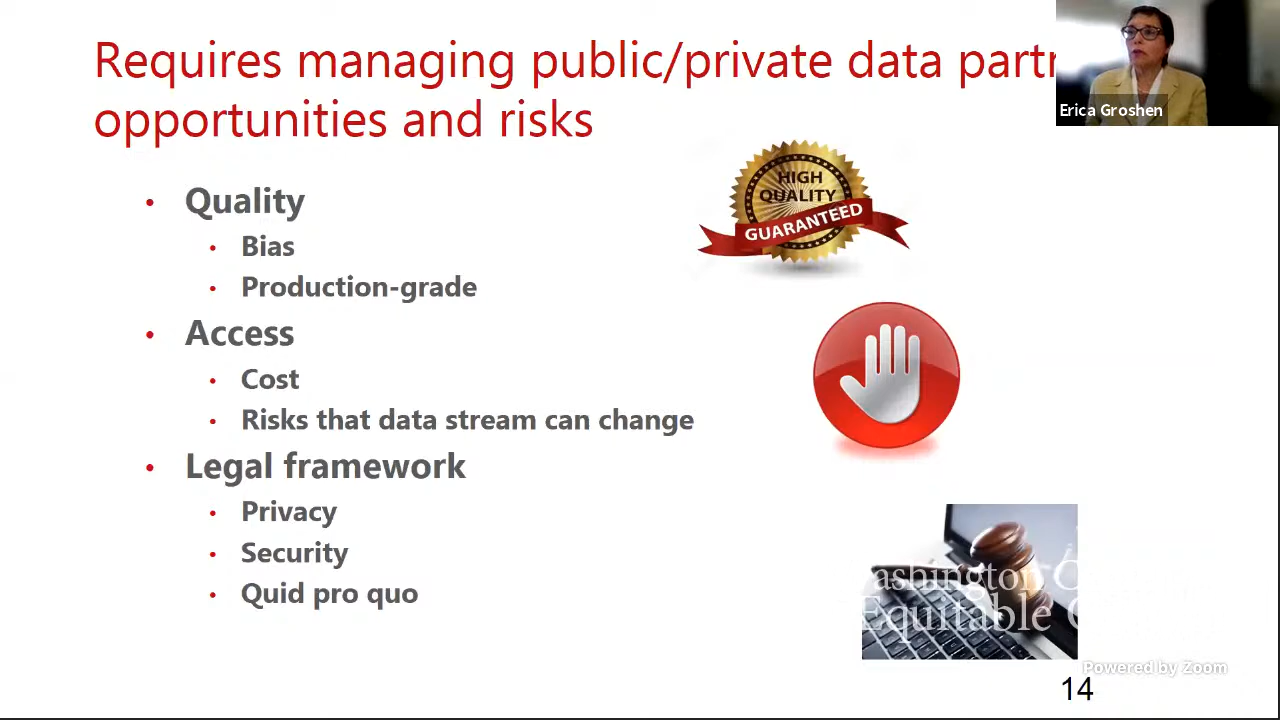 Requires managing public/private data
opportunities and risks
Erica Groshen
HIGH
QUALITY
GUARANTEED
Quality
Bias
Production-grade
Access
Cost
Risks that data stream can change
Legal framework
Privacy
Security
Quid pro quo
Equitable
Powered by Zoom
14